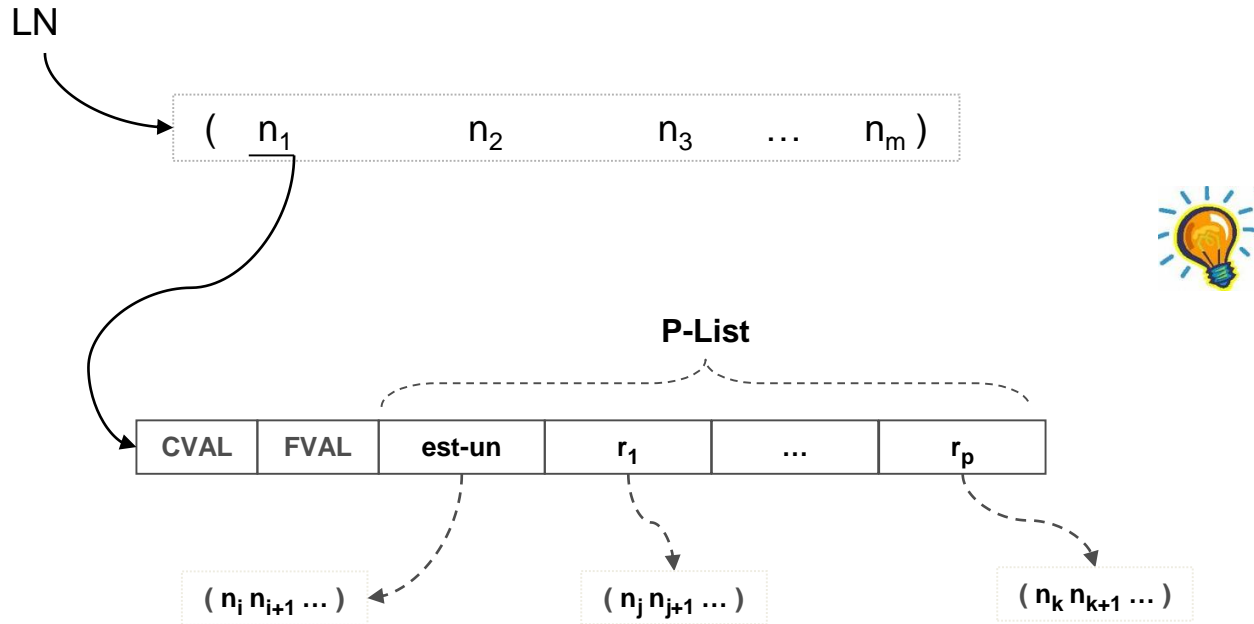 LN
( n₁ n₂ n₃ … nₘ )
P-List
CVAL FVAL est-un r₁ … rₚ
( nᵢ nᵢ₊₁ … ) ( nⱼ nⱼ₊₁ … ) ( nₖ nₖ₊₁ … )